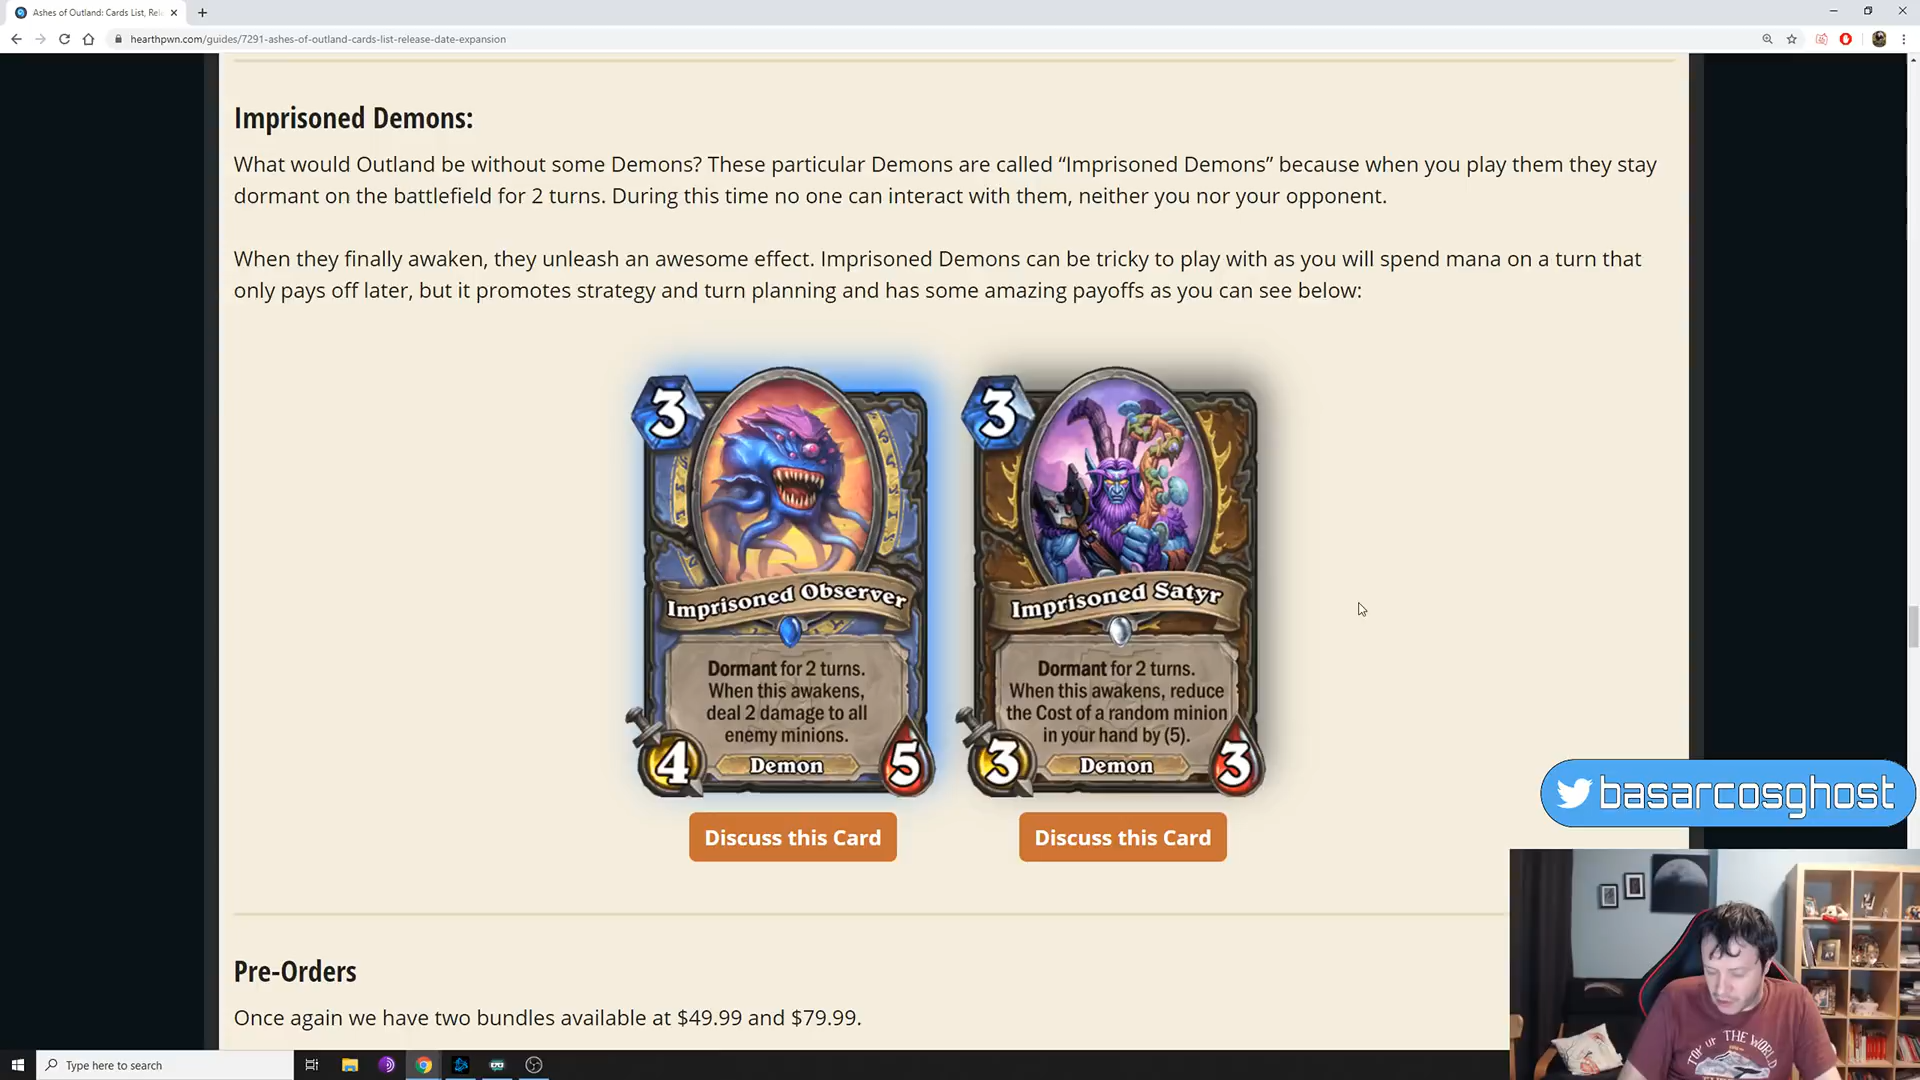 Ashes of Outland: Cards List, Rel
hearthpwn.com/guides/7291-ashes-of-outland-cards-list-release-date-expansion
Imprisoned Demons:
What would Outland be without some Demons? These particular Demons are called “Imprisoned Demons” because when you play them they stay
dormant on the battlefield for 2 turns. During this time no one can interact with them, neither you nor your opponent.
When they finally awaken, they unleash an awesome effect. Imprisoned Demons can be tricky to play with as you will spend mana on a turn that
only pays off later, but it promotes strategy and turn planning and has some amazing payoffs as you can see below:
3
Imprisoned Observer
Dormant for 2 turns.
When this awakens,
deal 2 damage to all
enemy minions.
4
Demon
5
3
Imprisoned Satyr
Dormant for 2 turns.
When this awakens, reduce
the Cost of a random minion
in your hand by (5).
3
Demon
3
Discuss this Card
Discuss this Card
basarcosghost
Pre-Orders
Once again we have two bundles available at $49.99 and $79.99.
Type here to search
TOP OF THE WORLD